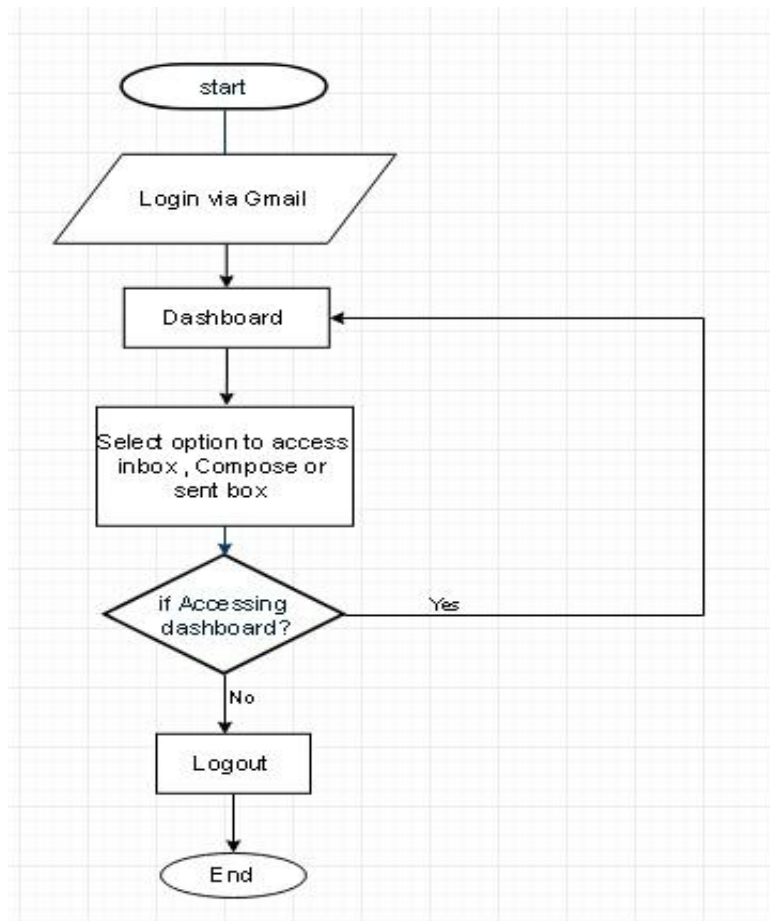 start
Login via Gmail
Dashboard
Select option to access
inbox , Compose or
sent box
if Accessing
dashboard?
Yes
No
Logout
End